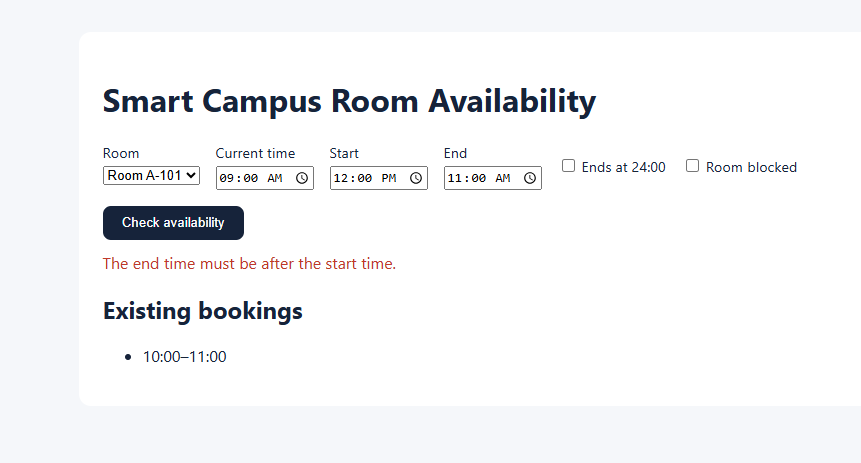 Smart Campus Room Availability
Room Current time Start End
Room A-101 09:00 AM 12:00 PM 11:00 AM Ends at 24:00 Room blocked
Check availability
The end time must be after the start time.
Existing bookings
10:00–11:00